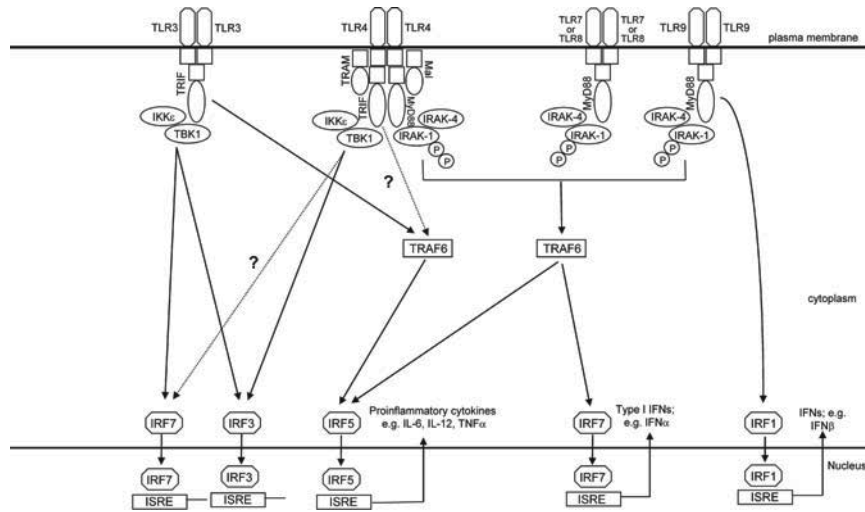 TLR3 TLR3
TLR4 TLR4
TLR7
or
TLR8
TLR7
or
TLR8
TLR9 TLR9
plasma membrane
TRIF
TRAM
TRIF
MyD88
Mal
MyD88
MyD88
IKKε
TBK1
IKKε
TBK1
IRAK-4
IRAK-1
P
P
IRAK-4
IRAK-1
P
P
IRAK-4
IRAK-1
P
P
?
?
TRAF6
TRAF6
cytoplasm
IRF7
IRF3
IRF5
Proinflammatory cytokines
e.g. IL-6, IL-12, TNFα
IRF7
Type I IFNs;
e.g. IFNα
IRF1
IFNs; e.g.
IFNβ
Nucleus
IRF7
ISRE
IRF3
ISRE
IRF5
ISRE
IRF7
ISRE
IRF1
ISRE